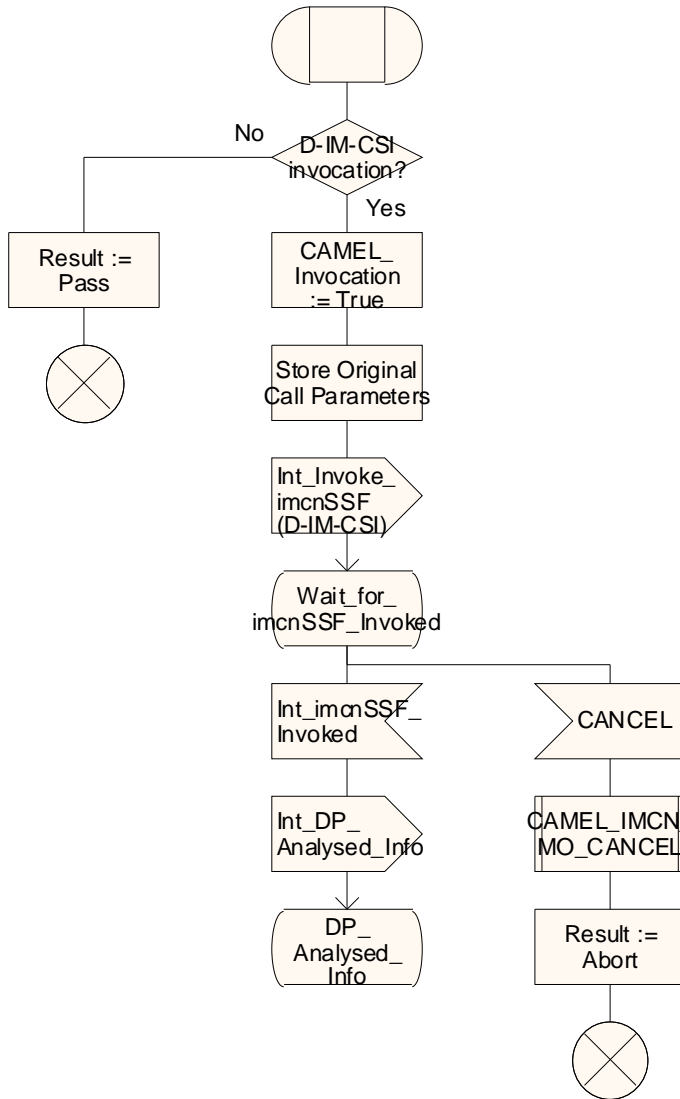 No
D-IM-CSI
invocation?
Yes
Result :=
Pass
CAMEL_
Invocation
:= True
Store Original
Call Parameters
Int_Invoke_
imcnSSF
(D-IM-CSI)
Wait_for_
imcnSSF_Invoked
Int_imcnSSF_
Invoked
CANCEL
Int_DP_
Analysed_Info
CAMEL_IMCN_
MO_CANCEL
DP_
Analysed_
Info
Result :=
Abort